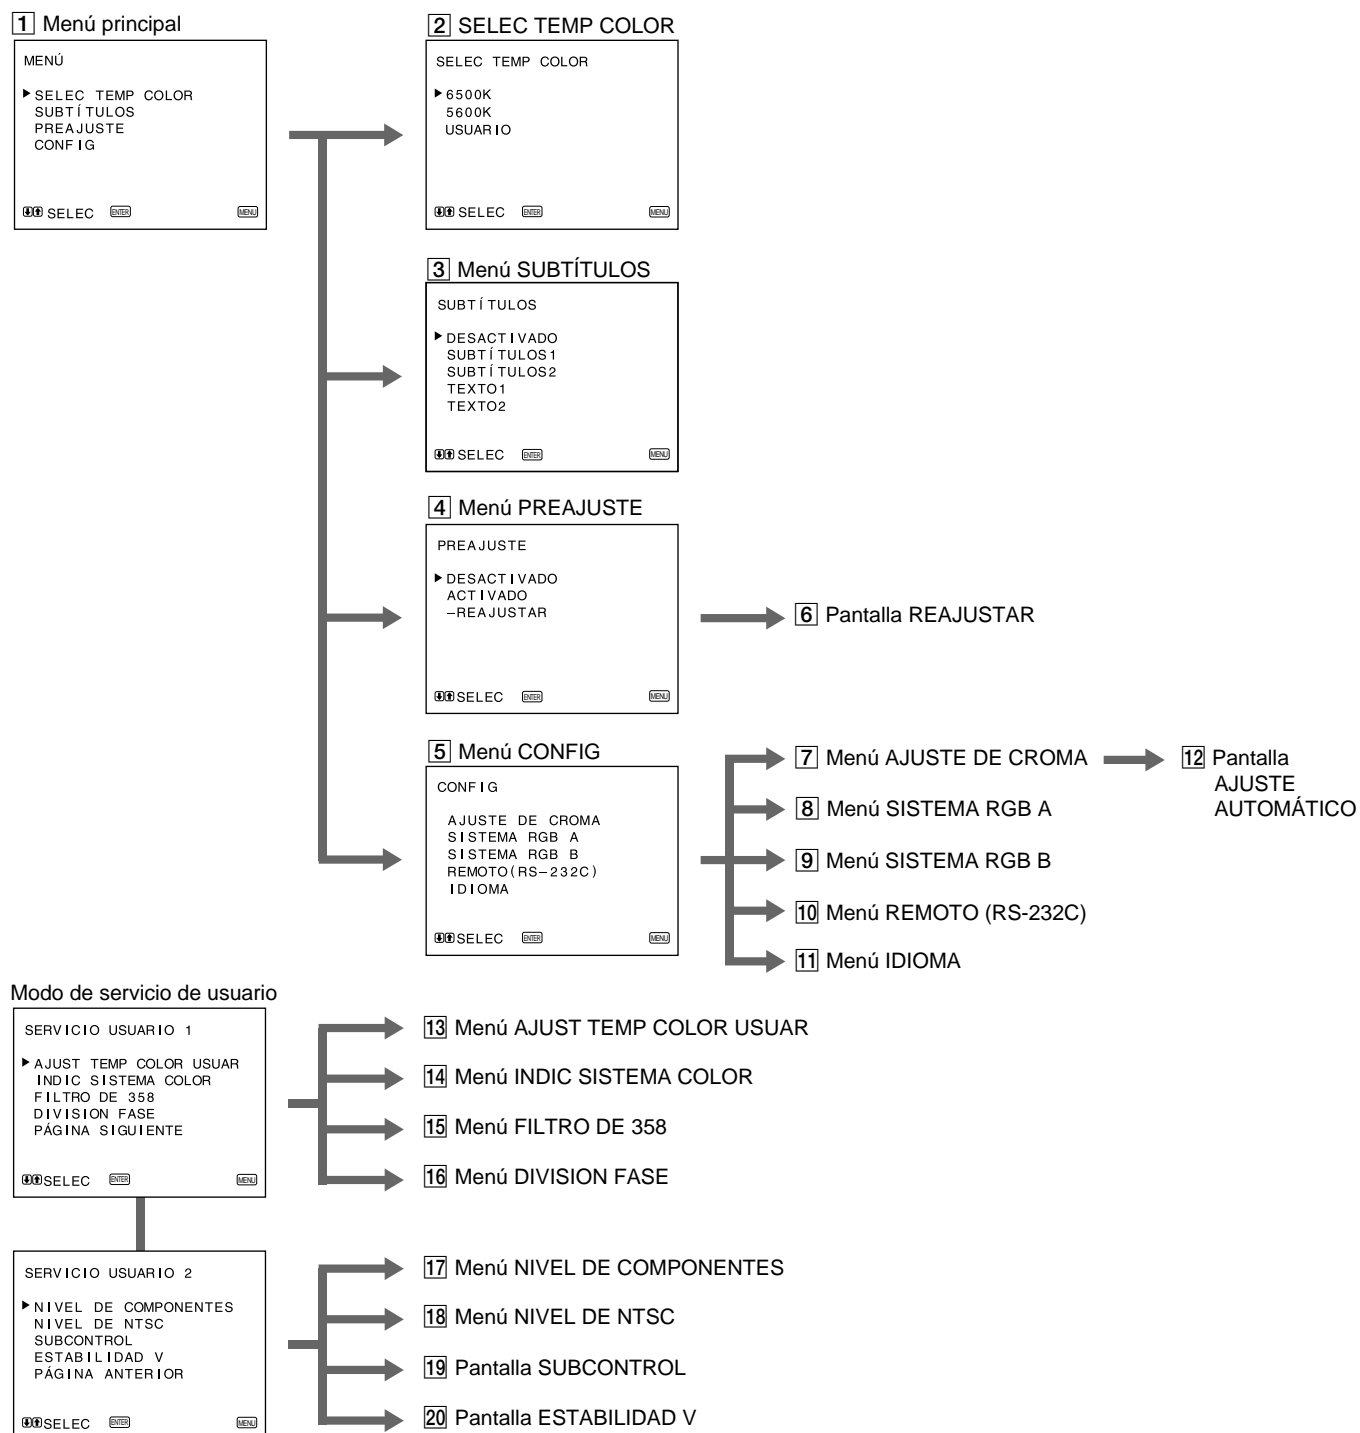 1 Menú principal
MENÚ
SELEC TEMP COLOR
SUBTÍTULOS
PREAJUSTE
CONFIG
SELEC ENTER MENU
2 SELEC TEMP COLOR
SELEC TEMP COLOR
6500K
5600K
USUARIO
SELEC ENTER MENU
3 Menú SUBTÍTULOS
SUBTÍTULOS
DESACTIVADO
SUBTÍTULOS1
SUBTÍTULOS2
TEXTO1
TEXTO2
SELEC ENTER MENU
4 Menú PREAJUSTE
PREAJUSTE
DESACTIVADO
ACTIVADO
–REAJUSTAR
SELEC ENTER MENU
6 Pantalla REAJUSTAR
5 Menú CONFIG
CONFIG
AJUSTE DE CROMA
SISTEMA RGB A
SISTEMA RGB B
REMOTO(RS–232C)
IDIOMA
SELEC ENTER MENU
7 Menú AJUSTE DE CROMA
8 Menú SISTEMA RGB A
9 Menú SISTEMA RGB B
10 Menú REMOTO (RS-232C)
11 Menú IDIOMA
12 Pantalla
AJUSTE
AUTOMÁTICO
Modo de servicio de usuario
SERVICIO USUARIO 1
AJUST TEMP COLOR USUAR
INDIC SISTEMA COLOR
FILTRO DE 358
DIVISION FASE
PÁGINA SIGUIENTE
SELEC ENTER MENU
13 Menú AJUST TEMP COLOR USUAR
14 Menú INDIC SISTEMA COLOR
15 Menú FILTRO DE 358
16 Menú DIVISION FASE
SERVICIO USUARIO 2
NIVEL DE COMPONENTES
NIVEL DE NTSC
SUBCONTROL
ESTABILIDAD V
PÁGINA ANTERIOR
SELEC ENTER MENU
17 Menú NIVEL DE COMPONENTES
18 Menú NIVEL DE NTSC
19 Pantalla SUBCONTROL
20 Pantalla ESTABILIDAD V